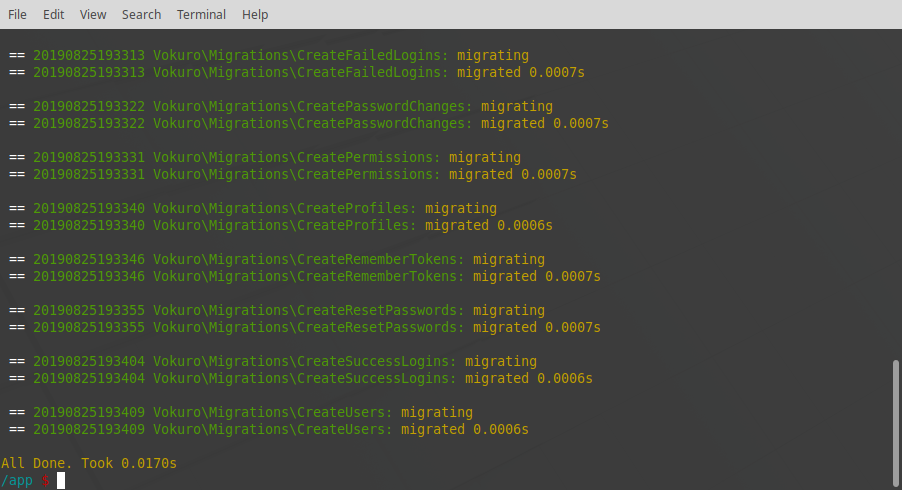 File Edit View Search Terminal Help
== 20190825193313 Vokuro\Migrations\CreateFailedLogins: migrating
== 20190825193313 Vokuro\Migrations\CreateFailedLogins: migrated 0.0007s
== 20190825193322 Vokuro\Migrations\CreatePasswordChanges: migrating
== 20190825193322 Vokuro\Migrations\CreatePasswordChanges: migrated 0.0007s
== 20190825193331 Vokuro\Migrations\CreatePermissions: migrating
== 20190825193331 Vokuro\Migrations\CreatePermissions: migrated 0.0007s
== 20190825193340 Vokuro\Migrations\CreateProfiles: migrating
== 20190825193340 Vokuro\Migrations\CreateProfiles: migrated 0.0006s
== 20190825193346 Vokuro\Migrations\CreateRememberTokens: migrating
== 20190825193346 Vokuro\Migrations\CreateRememberTokens: migrated 0.0007s
== 20190825193355 Vokuro\Migrations\CreateResetPasswords: migrating
== 20190825193355 Vokuro\Migrations\CreateResetPasswords: migrated 0.0007s
== 20190825193404 Vokuro\Migrations\CreateSuccessLogins: migrating
== 20190825193404 Vokuro\Migrations\CreateSuccessLogins: migrated 0.0006s
== 20190825193409 Vokuro\Migrations\CreateUsers: migrating
== 20190825193409 Vokuro\Migrations\CreateUsers: migrated 0.0006s
All Done. Took 0.0170s
/app $